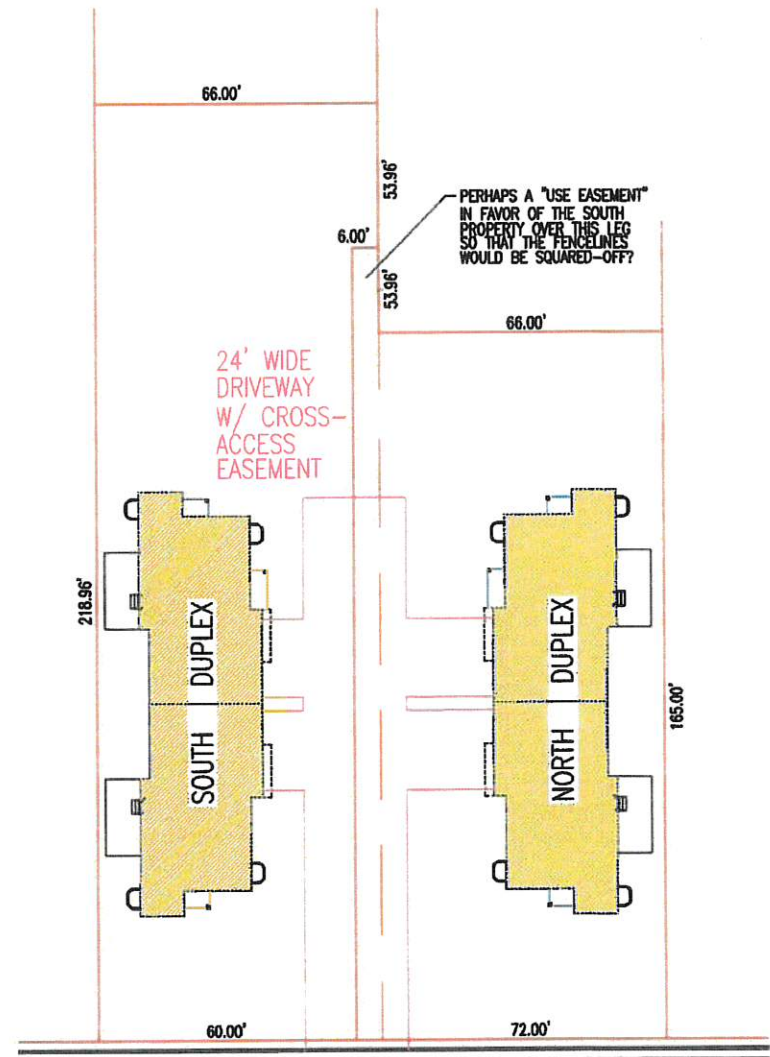 66.00'
53.96'
PERHAPS A "USE EASEMENT"
IN FAVOR OF THE SOUTH
PROPERTY OVER THIS LEG
SO THAT THE FENCELINES
WOULD BE SQUARED-OFF?
6.00'
53.96'
66.00'
24' WIDE
DRIVEWAY
W/ CROSS-
ACCESS
EASEMENT
218.96'
SOUTH DUPLEX
NORTH DUPLEX
165.00'
60.00'
72.00'